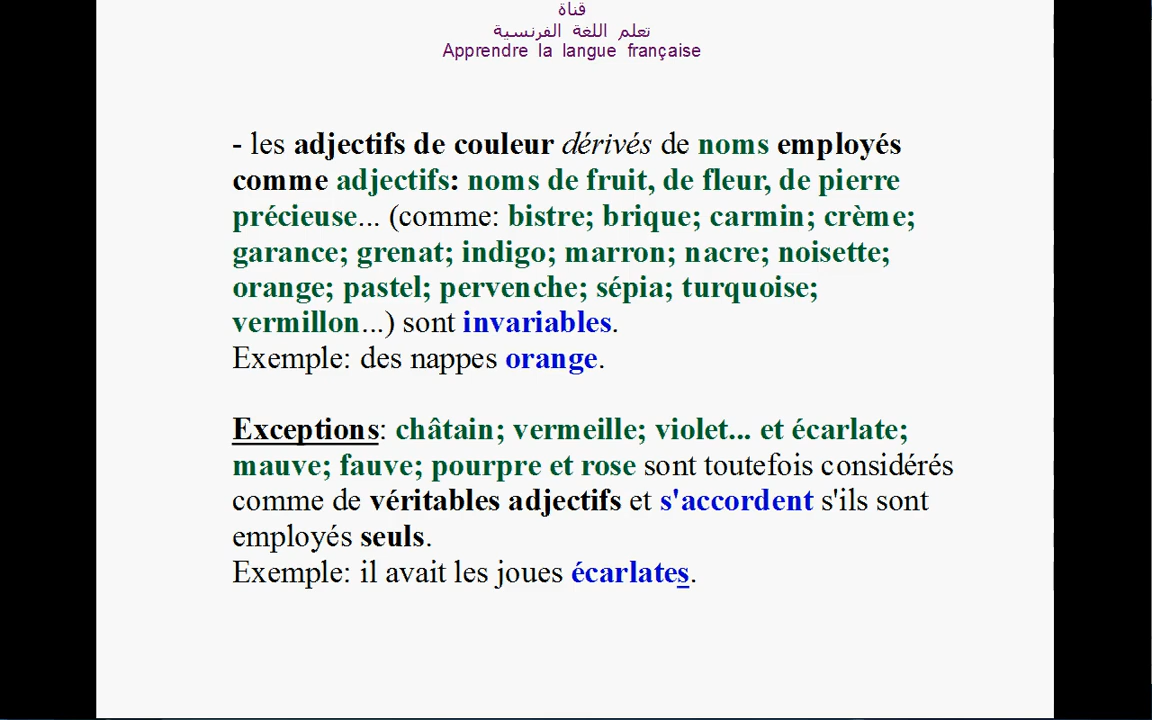 قناة
تعلم اللغة الفرنسية
Apprendre la langue française
- les adjectifs de couleur dérivés de noms employés
comme adjectifs: noms de fruit, de fleur, de pierre
précieuse... (comme: bistre; brique; carmin; crème;
garance; grenat; indigo; marron; nacre; noisette;
orange; pastel; pervenche; sépia; turquoise;
vermillon...) sont invariables.
Exemple: des nappes orange.
Exceptions: châtain; vermeille; violet... et écarlate;
mauve; fauve; pourpre et rose sont toutefois considérés
comme de véritables adjectifs et s'accordent s'ils sont
employés seuls.
Exemple: il avait les joues écarlates.